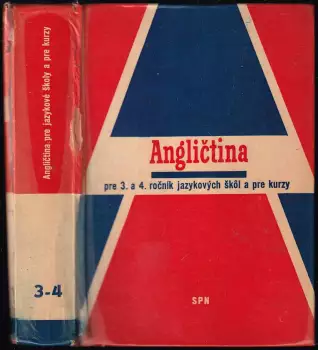 Angličtina pre jazykové školy a pre kurzy
3-4
Angličtina
pre 3. a 4. ročník jazykových škôl a pre kurzy
SPN